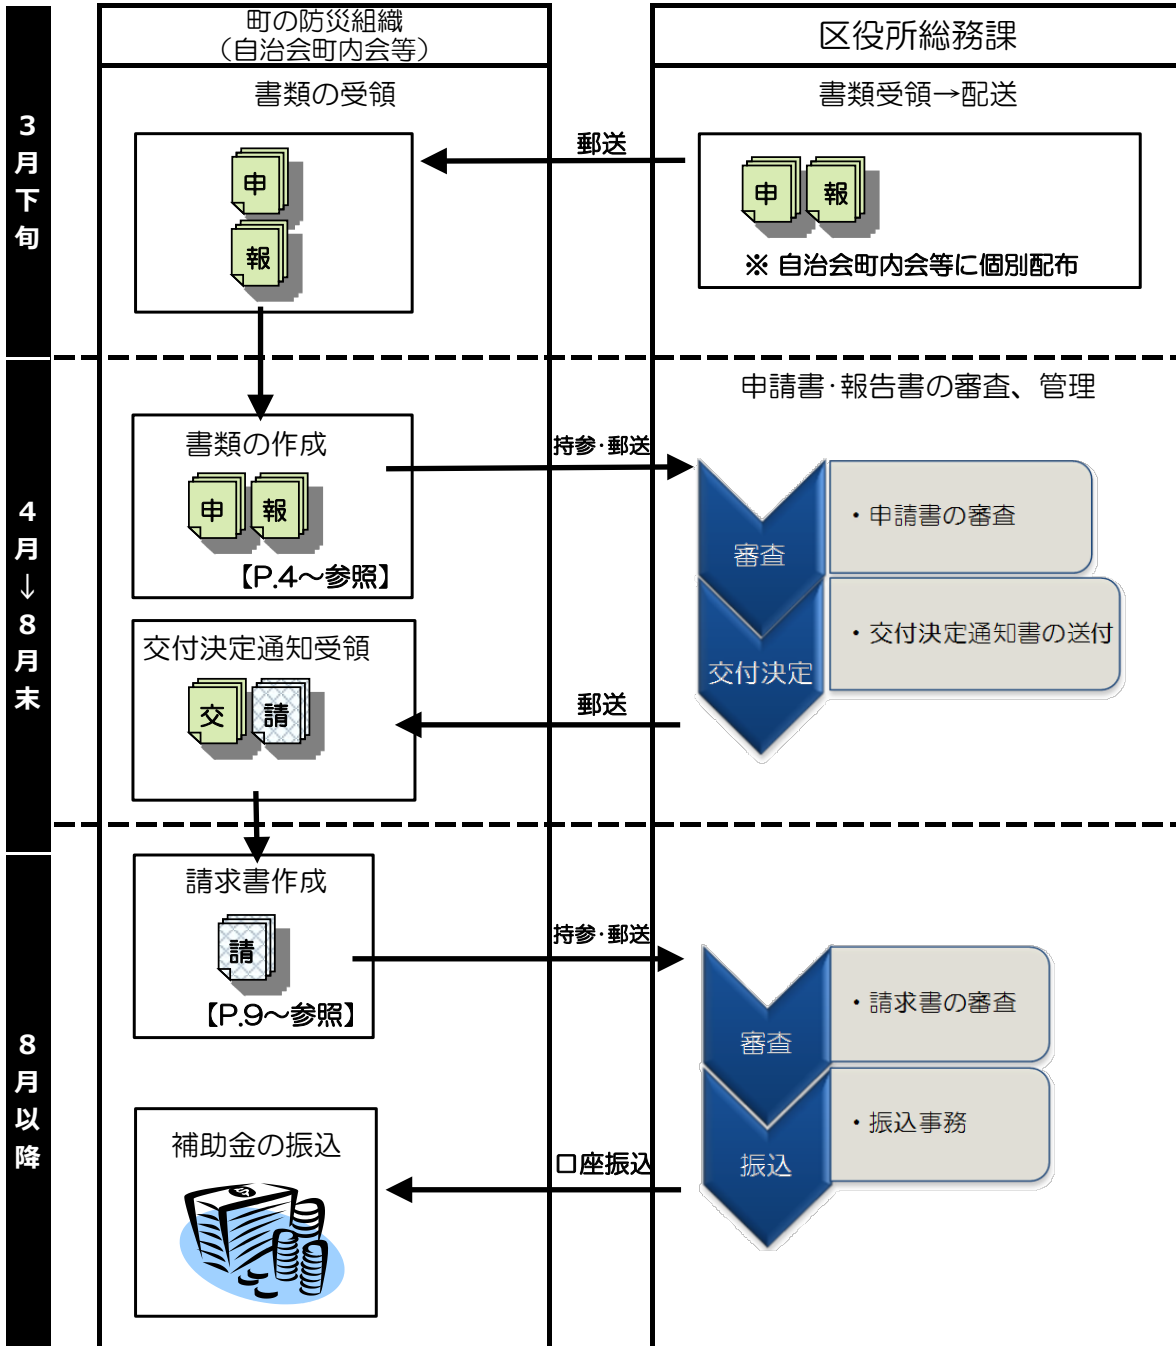 町の防災組織
（自治会町内会等）
区役所総務課
3月下旬
書類の受領
申
報
郵送
書類受領→配送
申
報
※ 自治会町内会等に個別配布
4月↓8月末
書類の作成
申
報
【P.4～参照】
持参・郵送
申請書・報告書の審査、管理
審査
・申請書の審査
交付決定
・交付決定通知書の送付
交付決定通知受領
交
請
郵送
8月以降
請求書作成
請
【P.9～参照】
持参・郵送
審査
・請求書の審査
振込
・振込事務
補助金の振込
口座振込